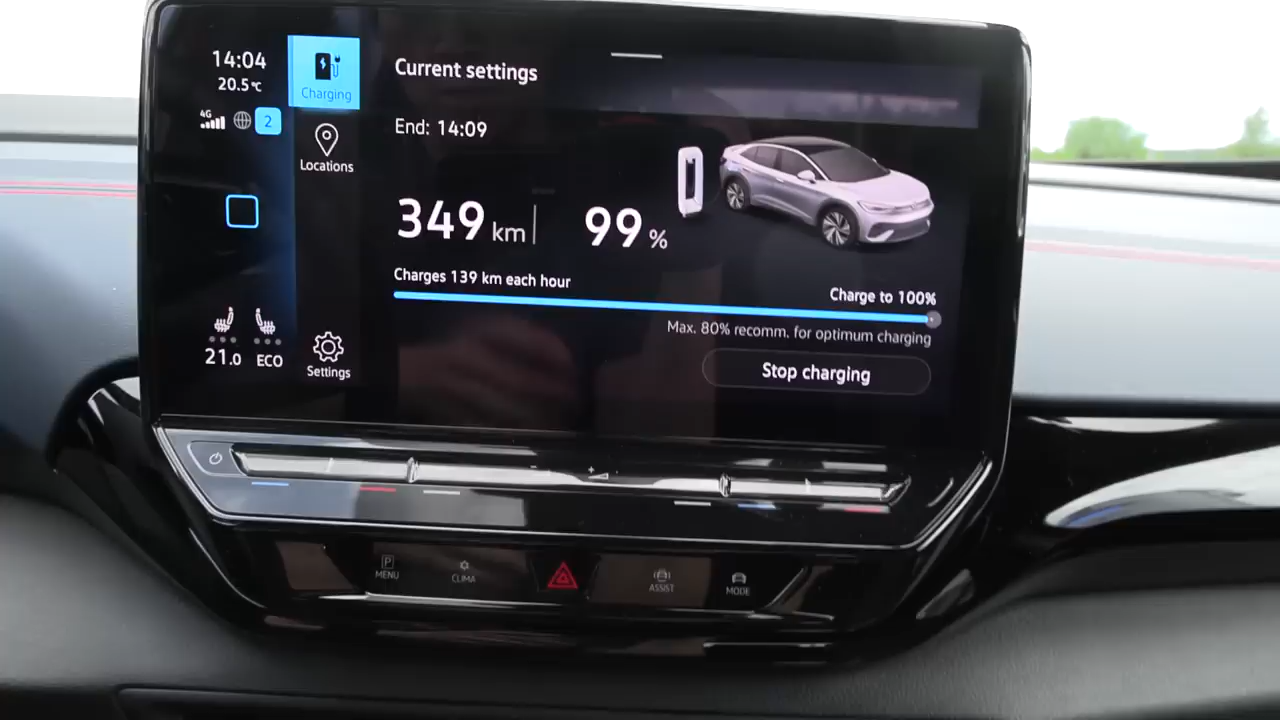 14:04
20.5°C
4G
2
Charging
Locations
Settings
21.0
ECO
Current settings
End: 14:09
349 km
99 %
Charges 139 km each hour
Charge to 100%
Max. 80% recomm. for optimum charging
Stop charging
P
MENU
CLIMA
ASSIST
MODE